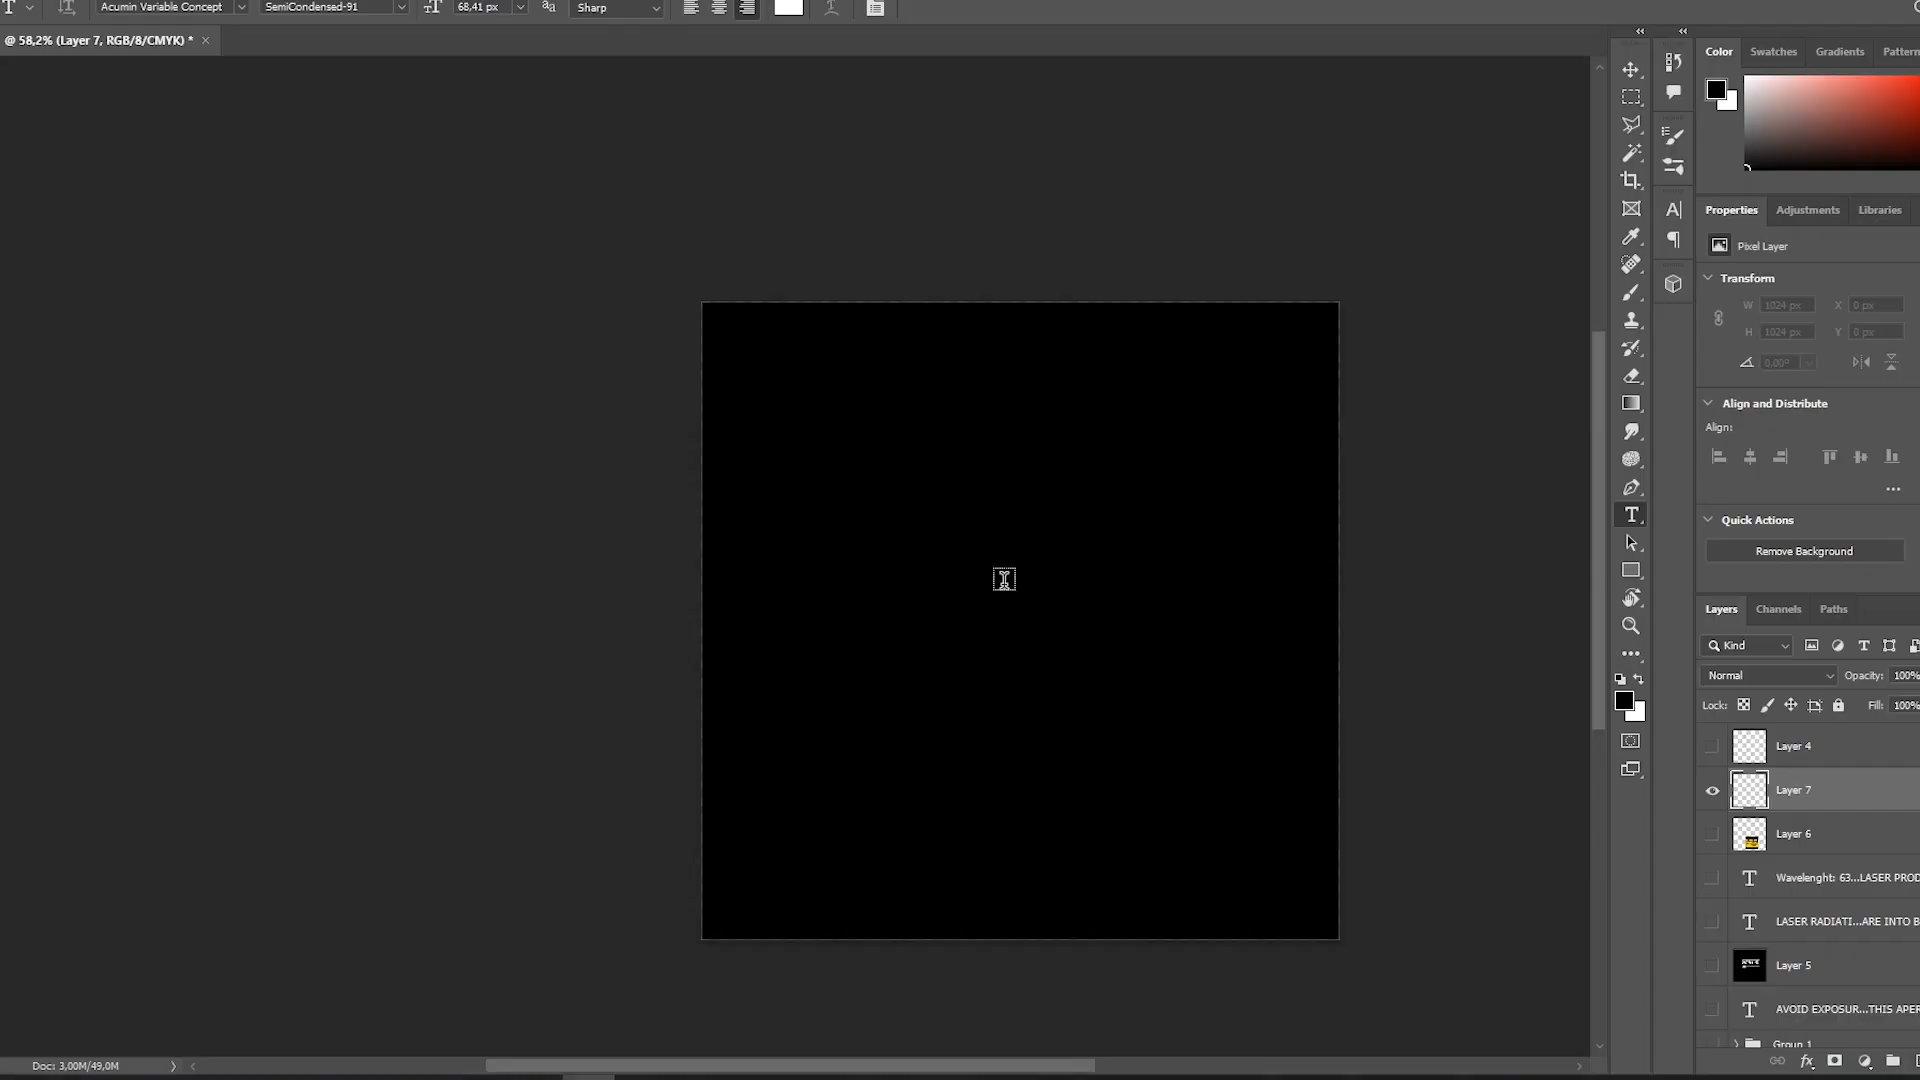 Acumin Variable Concept SemiCondensed-91 68,41 px Sharp
@ 58,2% (Layer 7, RGB/8/CMYK) * ×
Color Swatches Gradients Pattern
Properties Adjustments Libraries
Pixel Layer
Transform
W 1024 px X 0 px
H 1024 px Y 0 px
0,00°
Align and Distribute
Align:
Quick Actions
Remove Background
Layers Channels Paths
Kind
Normal Opacity: 100%
Lock: Fill: 100%
Layer 4
Layer 7
Layer 6
Wavelenght: 63...LASER PROD
LASER RADIATI...ARE INTO B
Layer 5
AVOID EXPOSUR...THIS APER
Group 1
Doc: 3,00M/49,0M